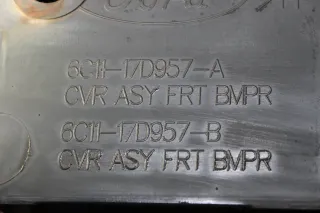 6C11-17D957-A
CVR ASY FRT BMPR
6C11-17D957-B
CVR ASY FRT BMPR